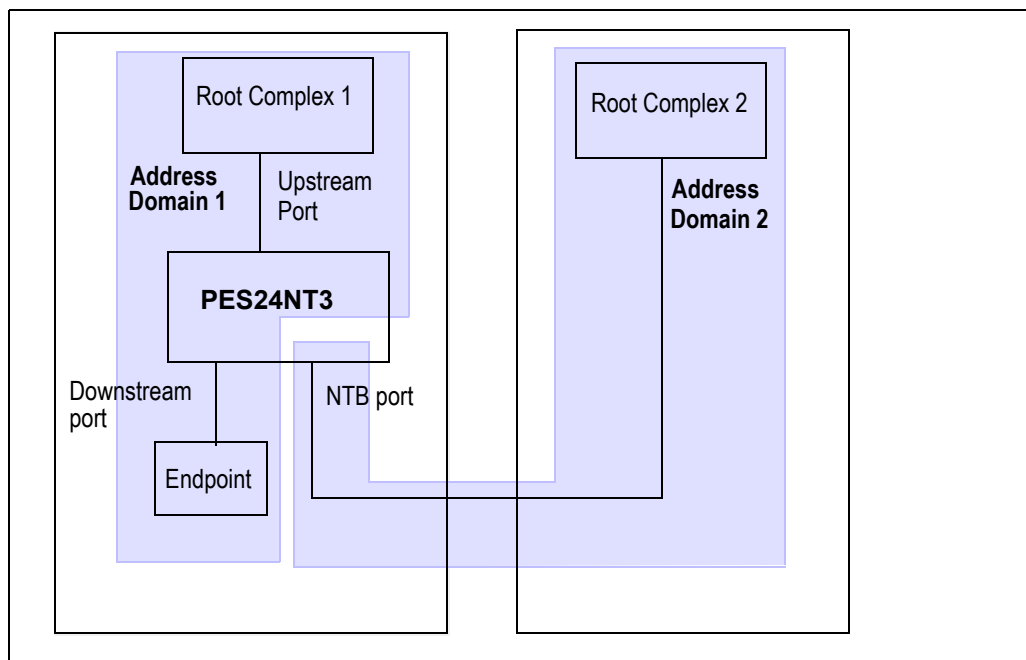 Root Complex 1
Root Complex 2
Address
Domain 1
Upstream
Port
Address
Domain 2
PES24NT3
Downstream
port
NTB port
Endpoint